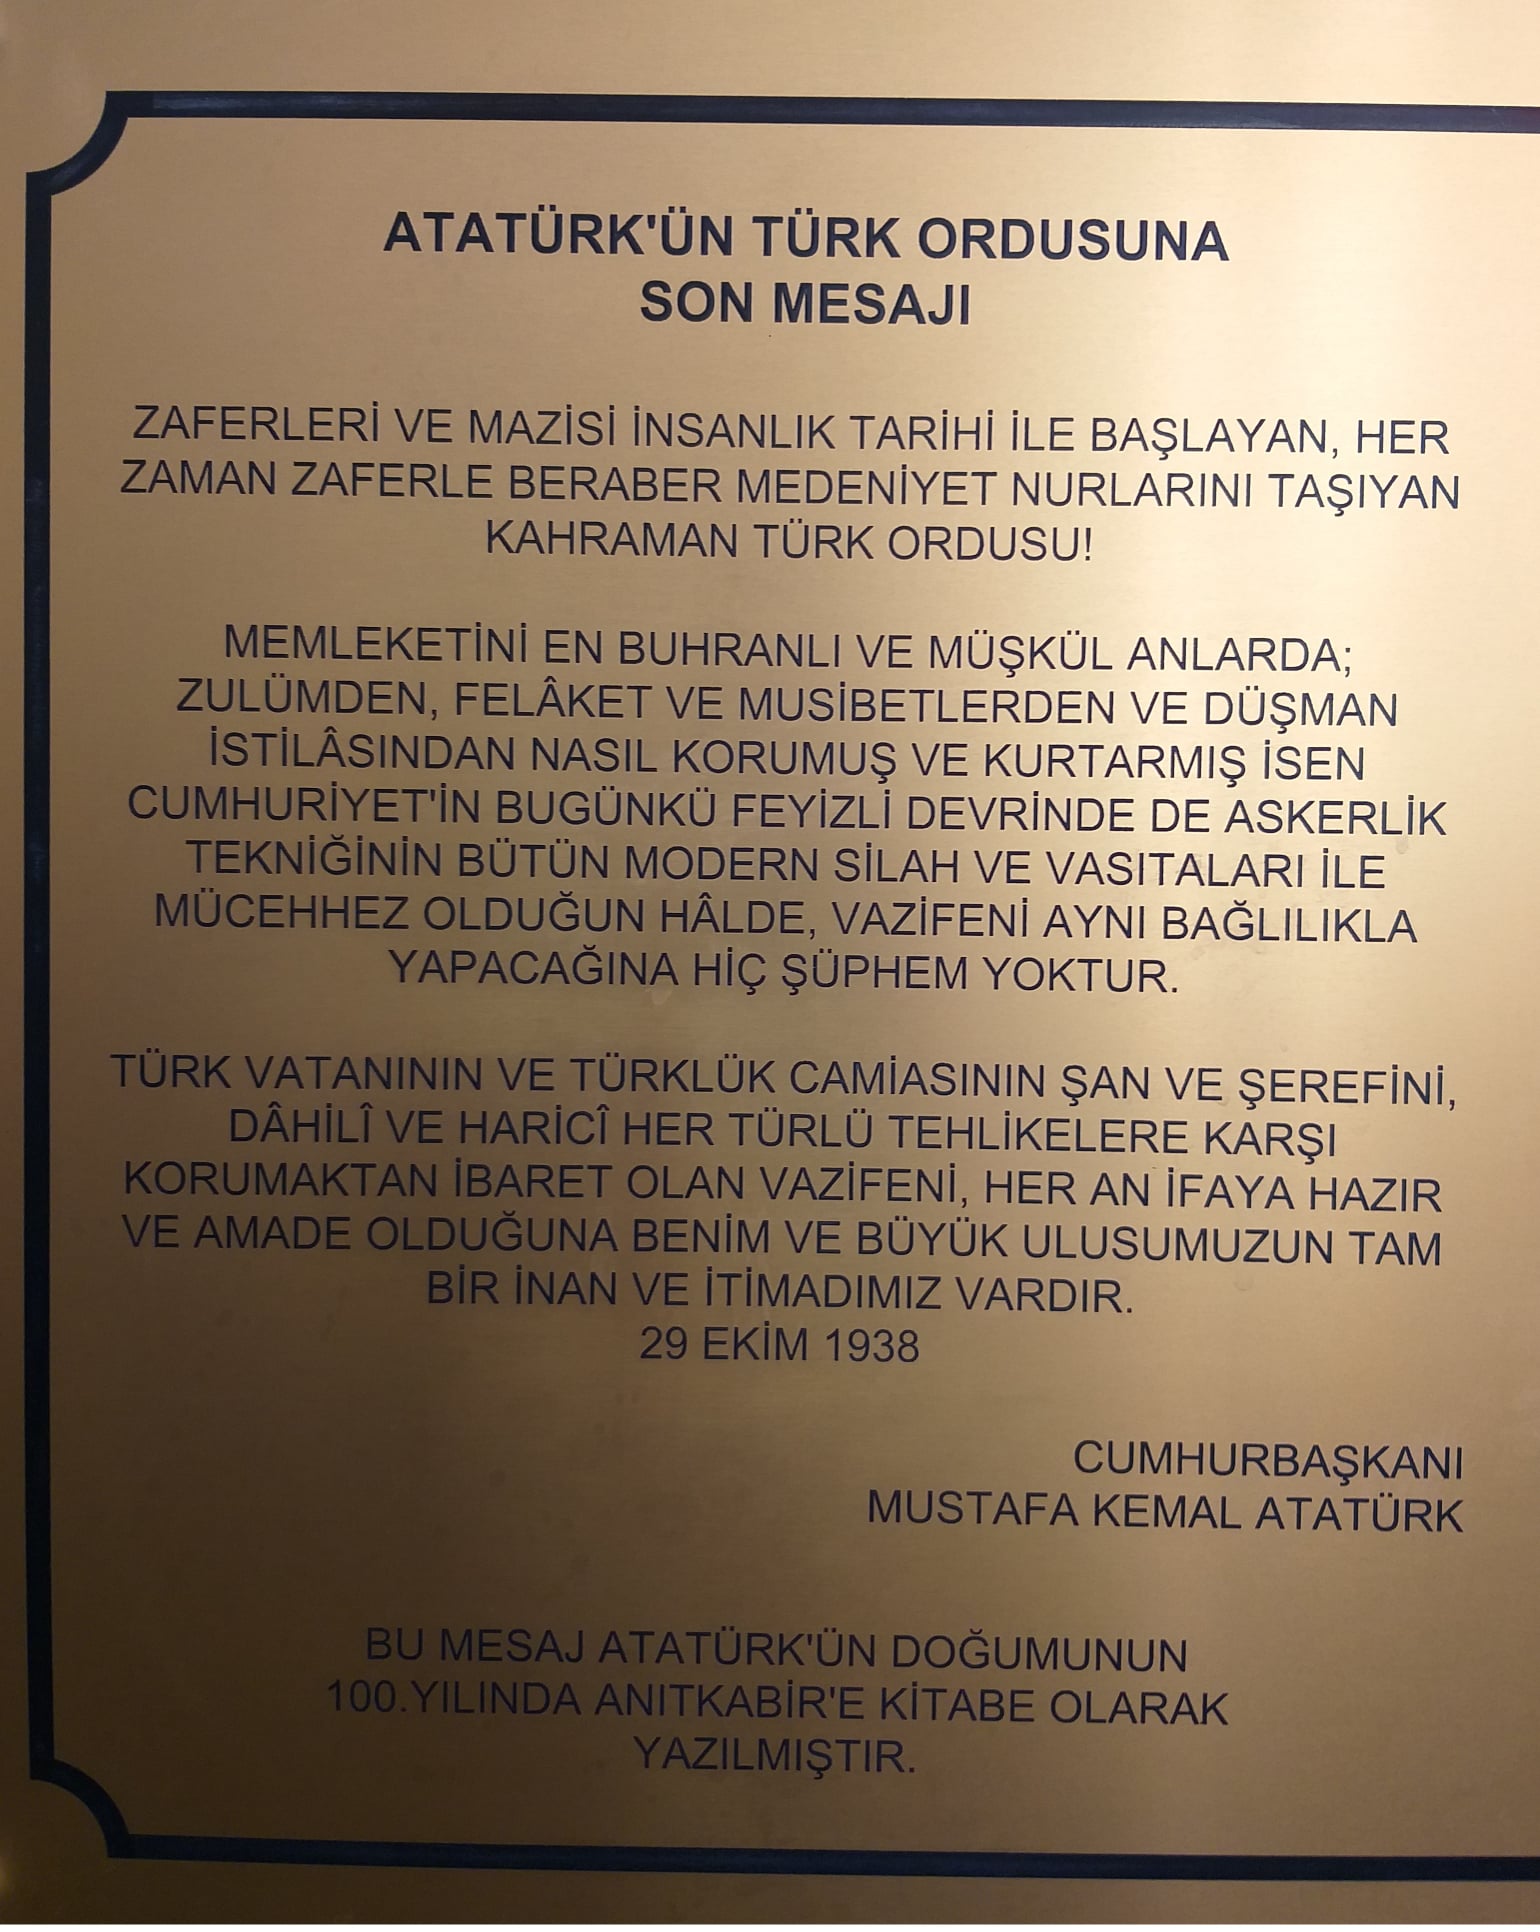 ATATÜRK'ÜN TÜRK ORDUSUNA
SON MESAJI
ZAFERLERİ VE MAZİSİ İNSANLIK TARİHİ İLE BAŞLAYAN, HER
ZAMAN ZAFERLE BERABER MEDENİYET NURLARINI TAŞIYAN
KAHRAMAN TÜRK ORDUSU!
MEMLEKETİNİ EN BUHRANLI VE MÜŞKÜL ANLARDA;
ZULÜMDEN, FELÂKET VE MUSİBETLERDEN VE DÜŞMAN
İSTİLÂSINDAN NASIL KORUMUŞ VE KURTARMIŞ İSEN
CUMHURİYET'İN BUGÜNKÜ FEYİZLİ DEVRİNDE DE ASKERLİK
TEKNİĞİNİN BÜTÜN MODERN SİLAH VE VASITALARI İLE
MÜCEHHEZ OLDUĞUN HÂLDE, VAZİFENİ AYNI BAĞLILIKLA
YAPACAĞINA HİÇ ŞÜPHEM YOKTUR.
TÜRK VATANININ VE TÜRKLÜK CAMİASININ ŞAN VE ŞEREFİNİ,
DÂHİLÎ VE HARİCÎ HER TÜRLÜ TEHLİKELERE KARŞI
KORUMAKTAN İBARET OLAN VAZİFENİ, HER AN İFAYA HAZIR
VE AMADE OLDUĞUNA BENİM VE BÜYÜK ULUSUMUZUN TAM
BİR İNAN VE İTİMADIMIZ VARDIR.
29 EKİM 1938
CUMHURBAŞKANI
MUSTAFA KEMAL ATATÜRK
BU MESAJ ATATÜRK'ÜN DOĞUMUNUN
100.YILINDA ANITKABİR'E KİTABE OLARAK
YAZILMIŞTIR.